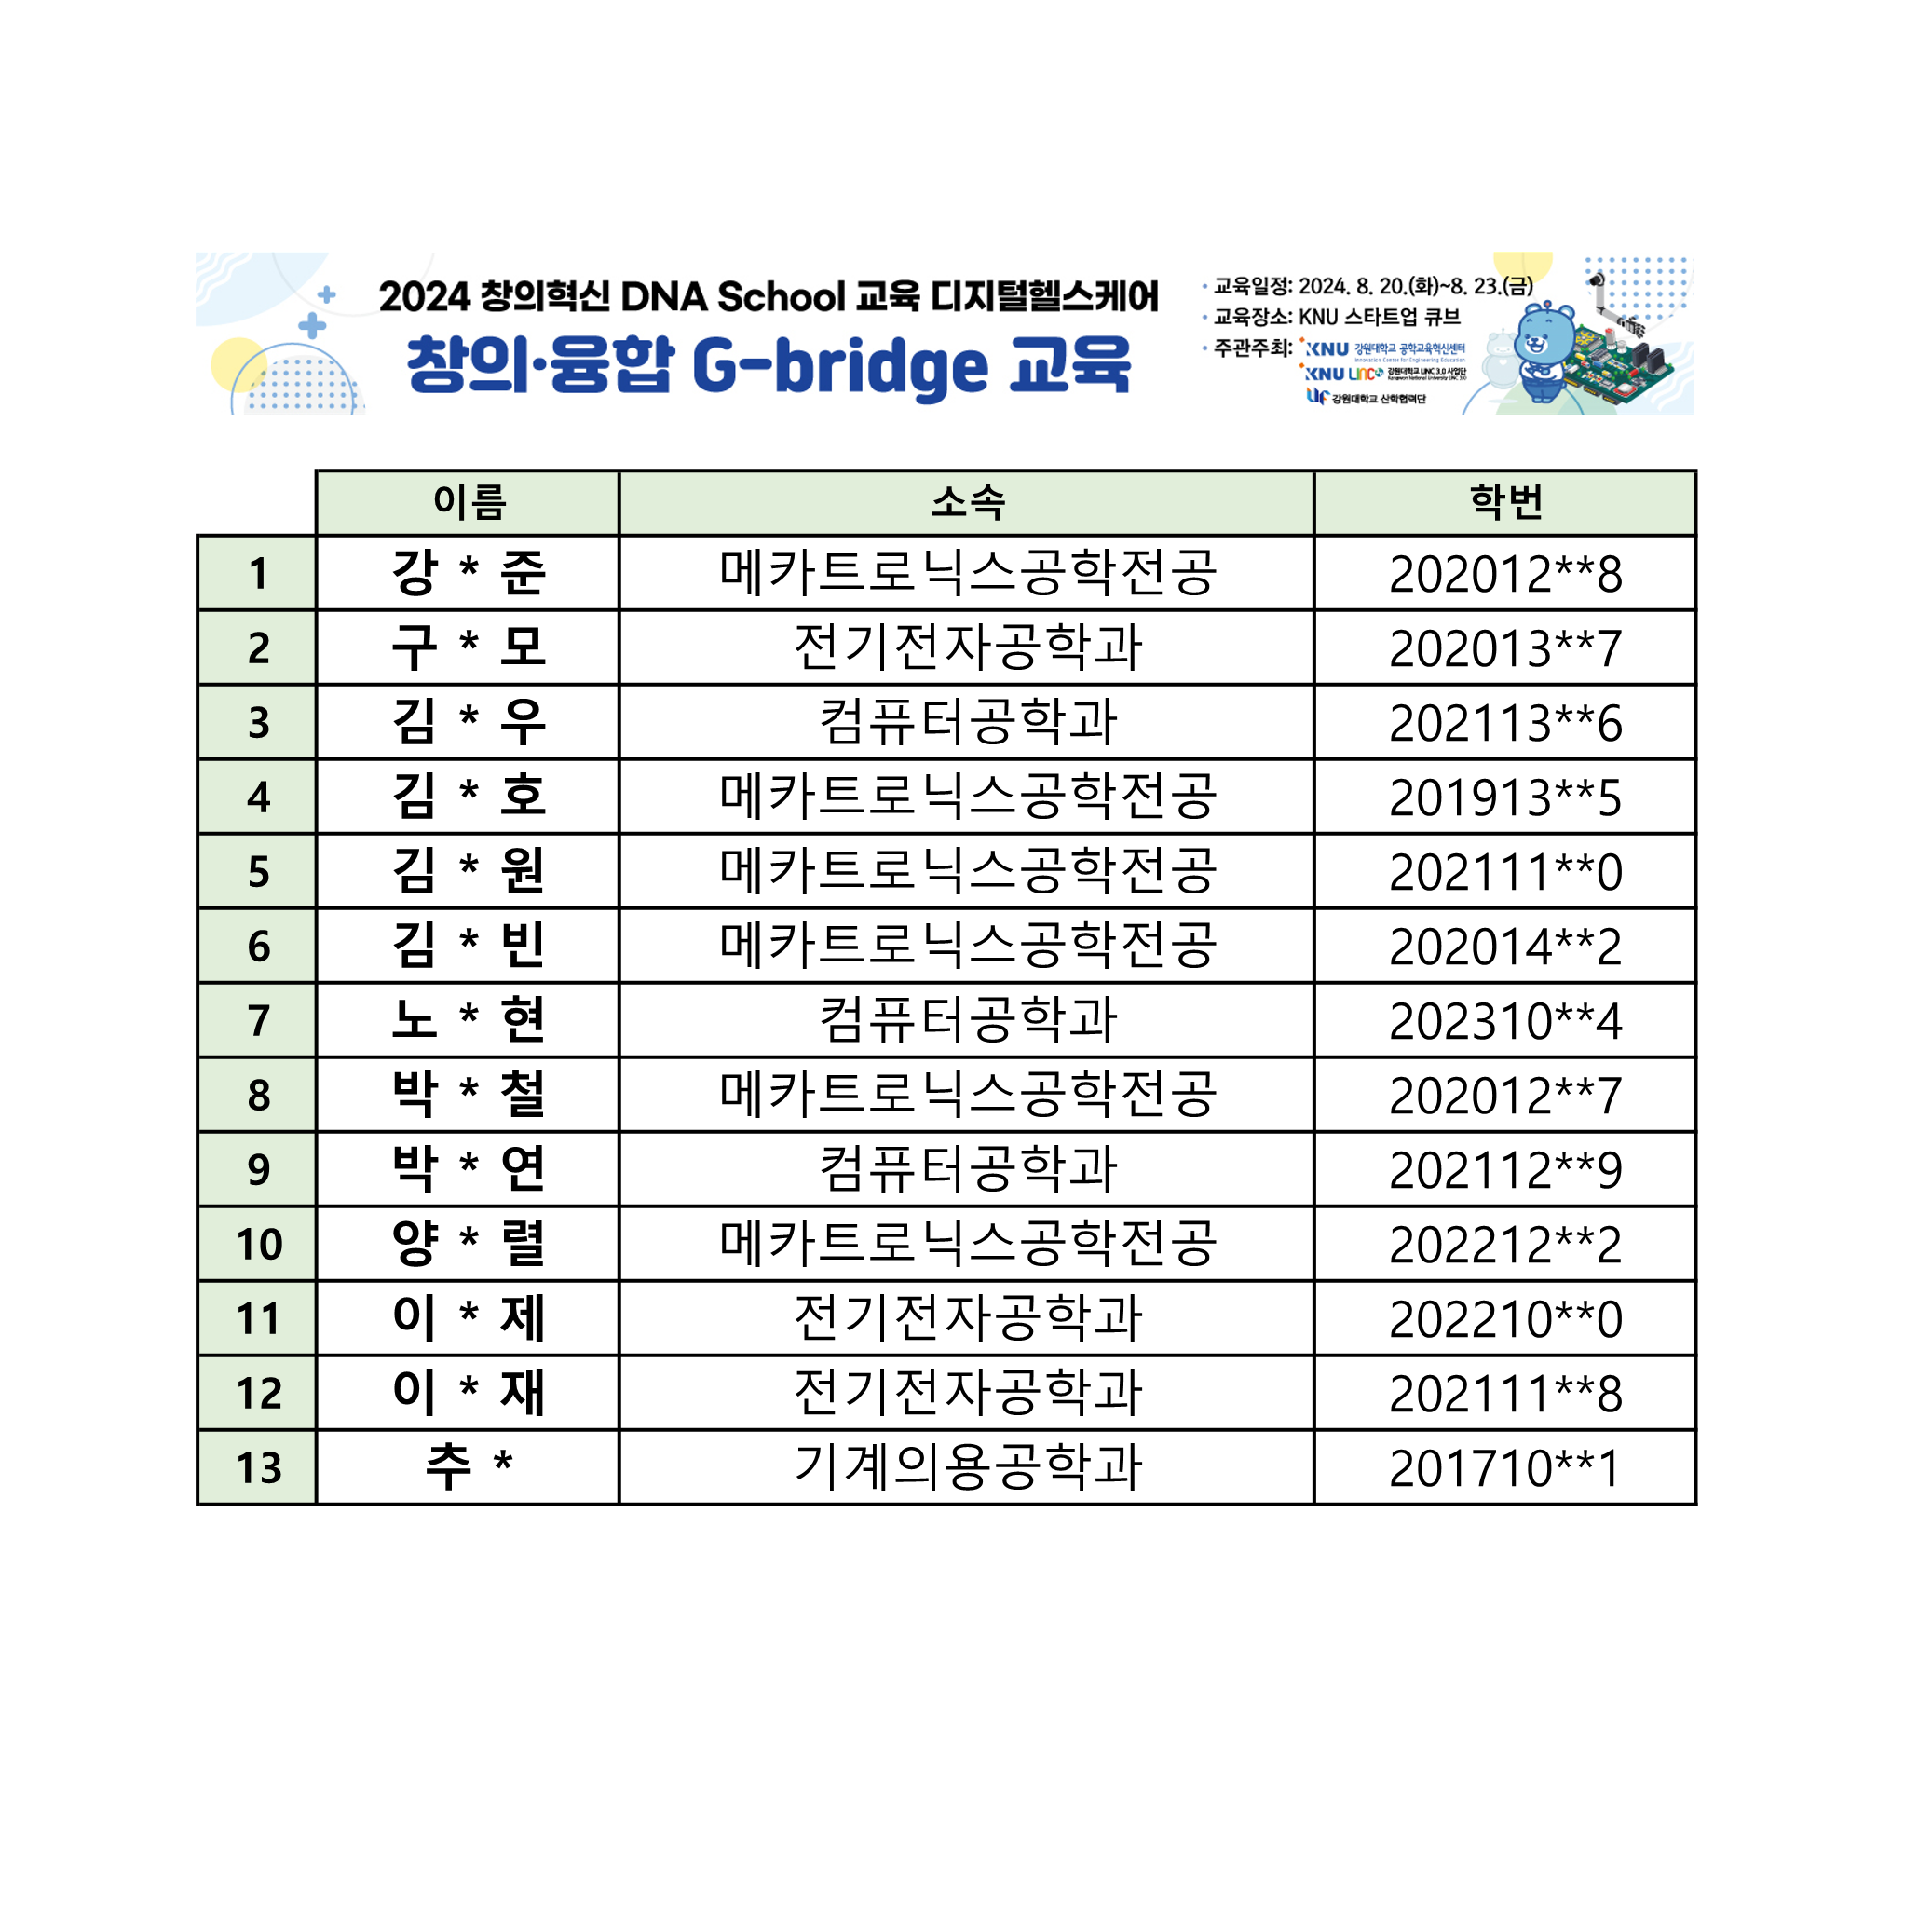 2024 창의혁신 DNA School 교육 디지털헬스케어
창의·융합 G-bridge 교육
• 교육일정: 2024. 8. 20.(화)~8. 23.(금)
• 교육장소: KNU 스타트업 큐브
• 주관주최: KNU 강원대학교 공학교육혁신센터
Innovation Center for Engineering Education
KNU LINC 강원대학교 LINC 3.0 사업단
Kangwon National University LINC 3.0
강원대학교 산학협력단
이름 소속 학번
1 강 * 준 메카트로닉스공학전공 202012**8
2 구 * 모 전기전자공학과 202013**7
3 김 * 우 컴퓨터공학과 202113**6
4 김 * 호 메카트로닉스공학전공 201913**5
5 김 * 원 메카트로닉스공학전공 202111**0
6 김 * 빈 메카트로닉스공학전공 202014**2
7 노 * 현 컴퓨터공학과 202310**4
8 박 * 철 메카트로닉스공학전공 202012**7
9 박 * 연 컴퓨터공학과 202112**9
10 양 * 렬 메카트로닉스공학전공 202212**2
11 이 * 제 전기전자공학과 202210**0
12 이 * 재 전기전자공학과 202111**8
13 추 * 기계의용공학과 201710**1